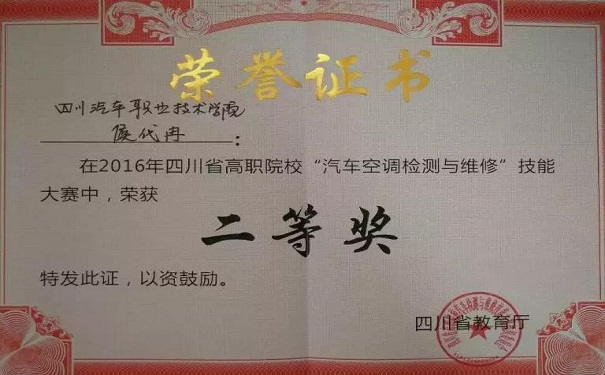 荣誉证书
四川汽车职业技术学院
侯代冉：
在2016年四川省高职院校“汽车空调检测与维修”技能
大赛中，荣获
二等奖
特发此证，以资鼓励。
四川省教育厅